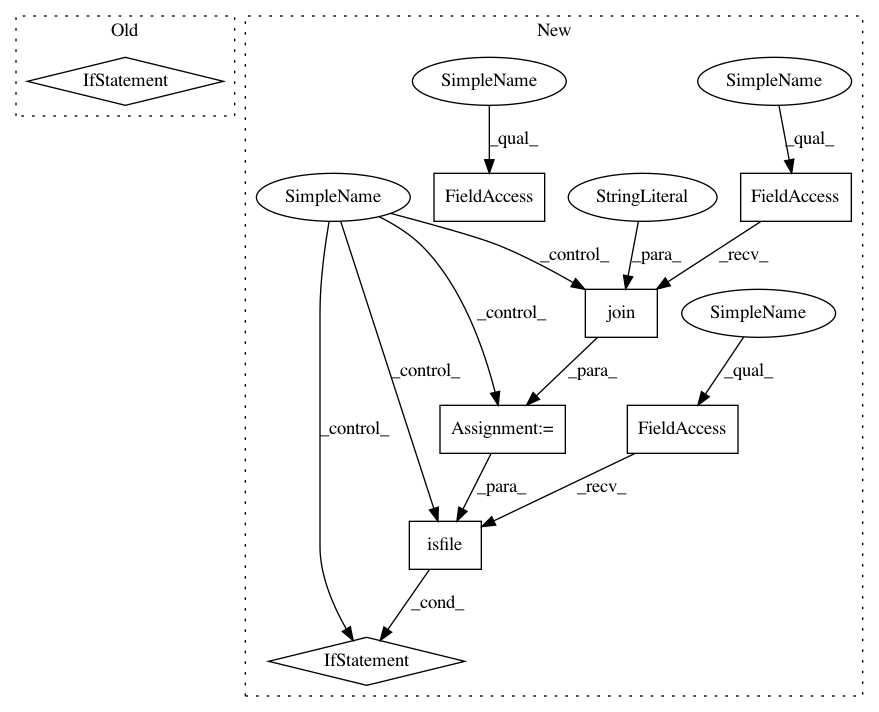 Old
New
IfStatement
SimpleName
SimpleName
_qual_
_qual_
SimpleName
FieldAccess
StringLiteral
FieldAccess
_control_
_para_
_recv_
join
SimpleName
_control_
_control_
_para_
_qual_
_control_
Assignment:=
FieldAccess
_para_
_recv_
isfile
_cond_
IfStatement